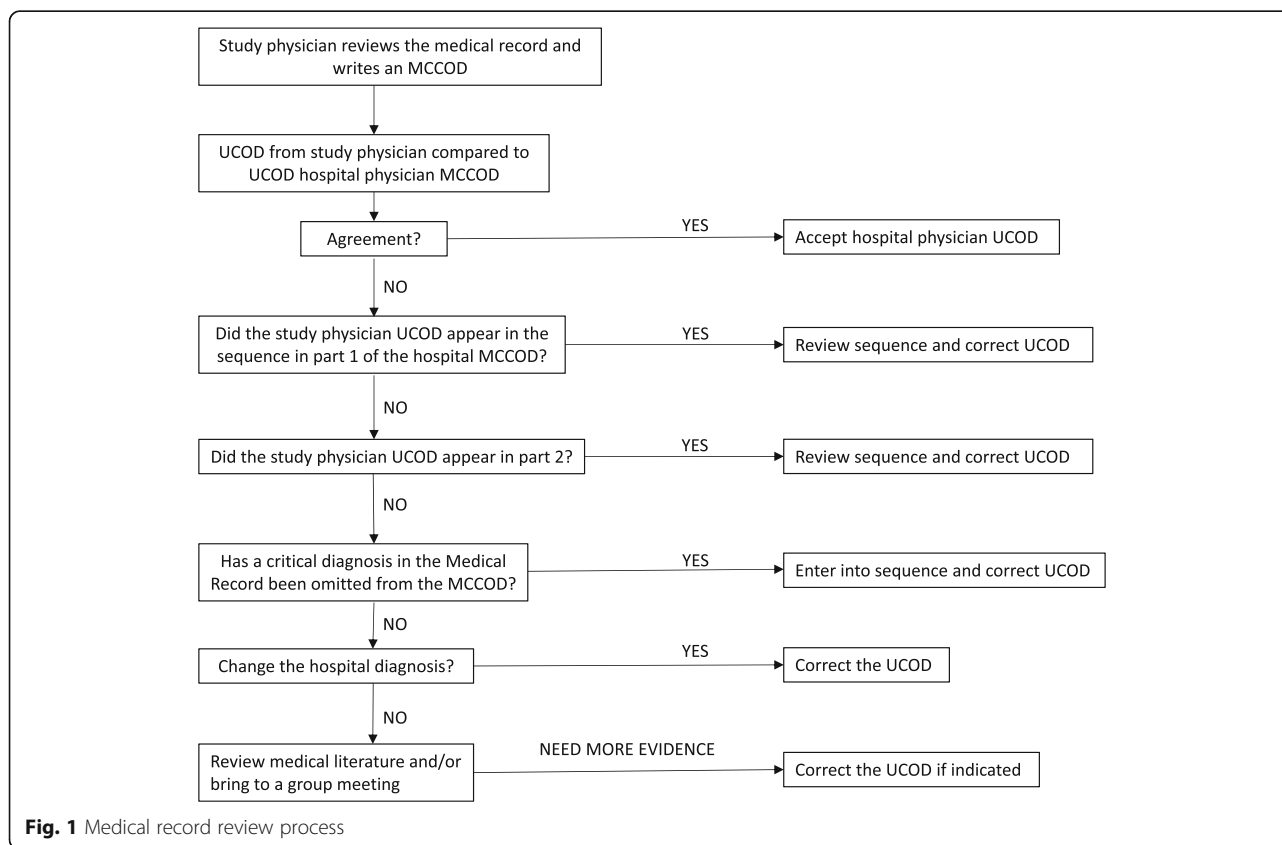 Study physician reviews the medical record and
writes an MCCOD
UCOD from study physician compared to
UCOD hospital physician MCCOD
Agreement?
YES
Accept hospital physician UCOD
NO
Did the study physician UCOD appear in the
sequence in part 1 of the hospital MCCOD?
YES
Review sequence and correct UCOD
NO
Did the study physician UCOD appear in part 2?
YES
Review sequence and correct UCOD
NO
Has a critical diagnosis in the Medical
Record been omitted from the MCCOD?
YES
Enter into sequence and correct UCOD
NO
Change the hospital diagnosis?
YES
Correct the UCOD
NO
Review medical literature and/or
bring to a group meeting
NEED MORE EVIDENCE
Correct the UCOD if indicated
Fig. 1 Medical record review process